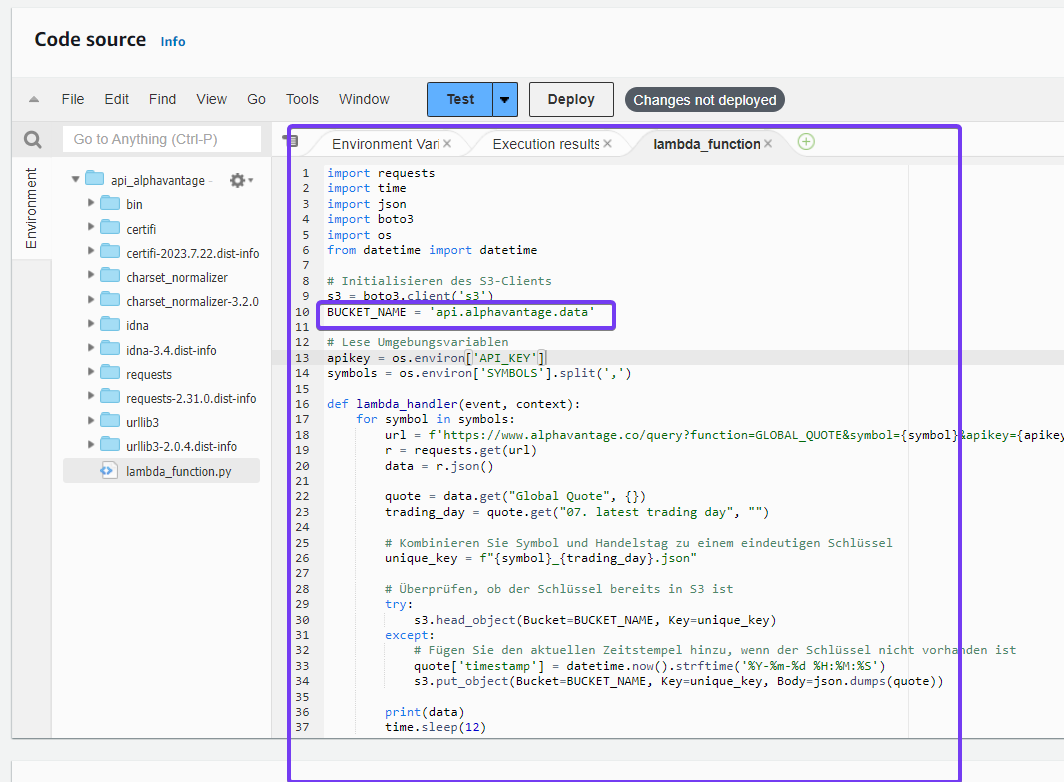 Code source Info
File Edit Find View Go Tools Window Test Deploy Changes not deployed
Go to Anything (Ctrl-P)
Environment
api_alphavantage -
bin
certifi
certifi-2023.7.22.dist-info
charset_normalizer
charset_normalizer-3.2.0
idna
idna-3.4.dist-info
requests
requests-2.31.0.dist-info
urllib3
urllib3-2.0.4.dist-info
lambda_function.py
Environment Vari × Execution results × lambda_function ×
1 import requests
2 import time
3 import json
4 import boto3
5 import os
6 from datetime import datetime
7
8 # Initialisieren des S3-Clients
9 s3 = boto3.client('s3')
10 BUCKET_NAME = 'api.alphavantage.data'
11
12 # Lese Umgebungsvariablen
13 apikey = os.environ['API_KEY']
14 symbols = os.environ['SYMBOLS'].split(',')
15
16 def lambda_handler(event, context):
17 for symbol in symbols:
18 url = f'https://www.alphavantage.co/query?function=GLOBAL_QUOTE&symbol={symbol}&apikey={apikey
19 r = requests.get(url)
20 data = r.json()
21
22 quote = data.get("Global Quote", {})
23 trading_day = quote.get("07. latest trading day", "")
24
25 # Kombinieren Sie Symbol und Handelstag zu einem eindeutigen Schlüssel
26 unique_key = f"{symbol}_{trading_day}.json"
27
28 # Überprüfen, ob der Schlüssel bereits in S3 ist
29 try:
30 s3.head_object(Bucket=BUCKET_NAME, Key=unique_key)
31 except:
32 # Fügen Sie den aktuellen Zeitstempel hinzu, wenn der Schlüssel nicht vorhanden ist
33 quote['timestamp'] = datetime.now().strftime('%Y-%m-%d %H:%M:%S')
34 s3.put_object(Bucket=BUCKET_NAME, Key=unique_key, Body=json.dumps(quote))
35
36 print(data)
37 time.sleep(12)